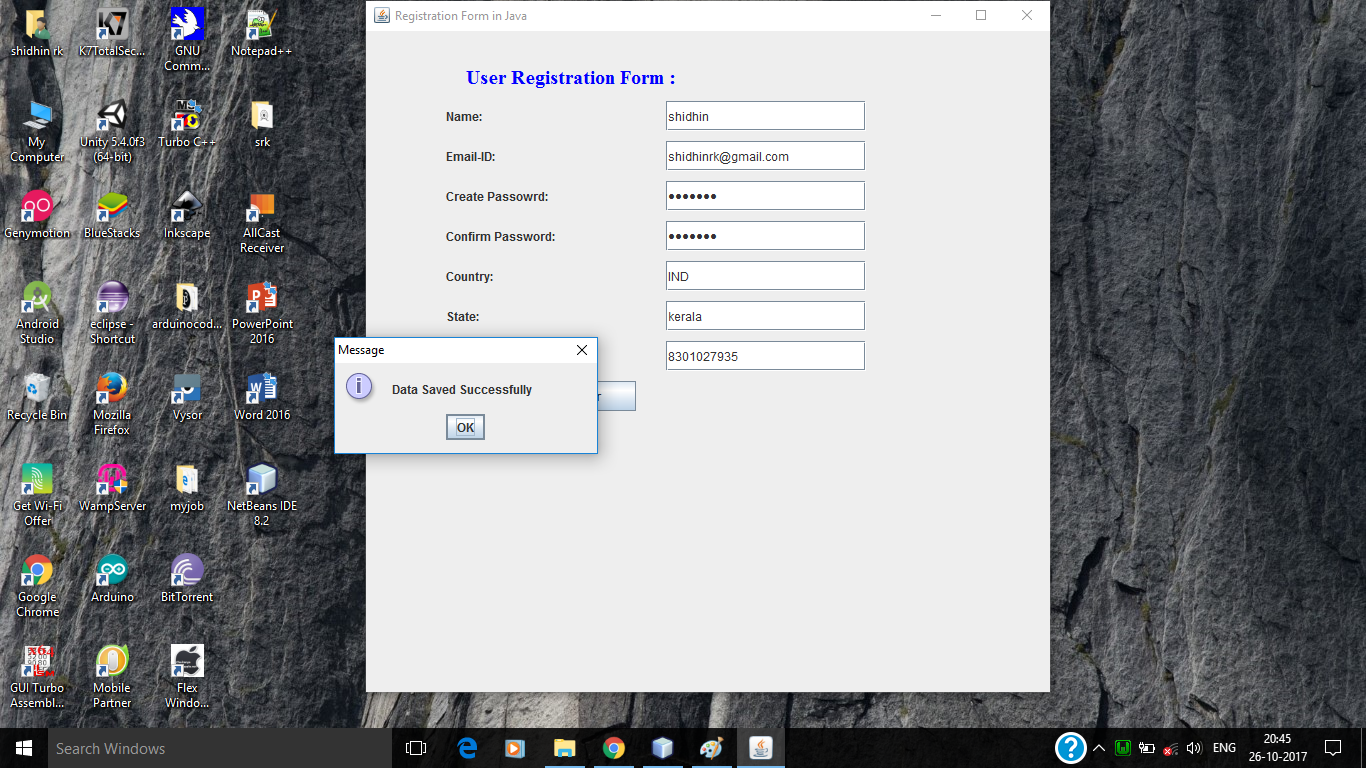 shidhin rk
K7TotalSec...
GNU
Comm...
Notepad++
My
Computer
Unity 5.4.0f3
(64-bit)
Turbo C++
srk
Genymotion
BlueStacks
Inkscape
AllCast
Receiver
Android
Studio
eclipse -
Shortcut
arduinocod...
PowerPoint
2016
Recycle Bin
Mozilla
Firefox
Vysor
Word 2016
Get Wi-Fi
Offer
WampServer
myjob
NetBeans IDE
8.2
Google
Chrome
Arduino
BitTorrent
GUI Turbo
Assembl...
Mobile
Partner
Flex
Windo...
Registration Form in Java
User Registration Form :
Name: shidhin
Email-ID: shidhinrk@gmail.com
Create Passowrd: •••••••
Confirm Password: •••••••
Country: IND
State: kerala
8301027935
Message
Data Saved Successfully
OK
Search Windows
ENG
20:45
26-10-2017